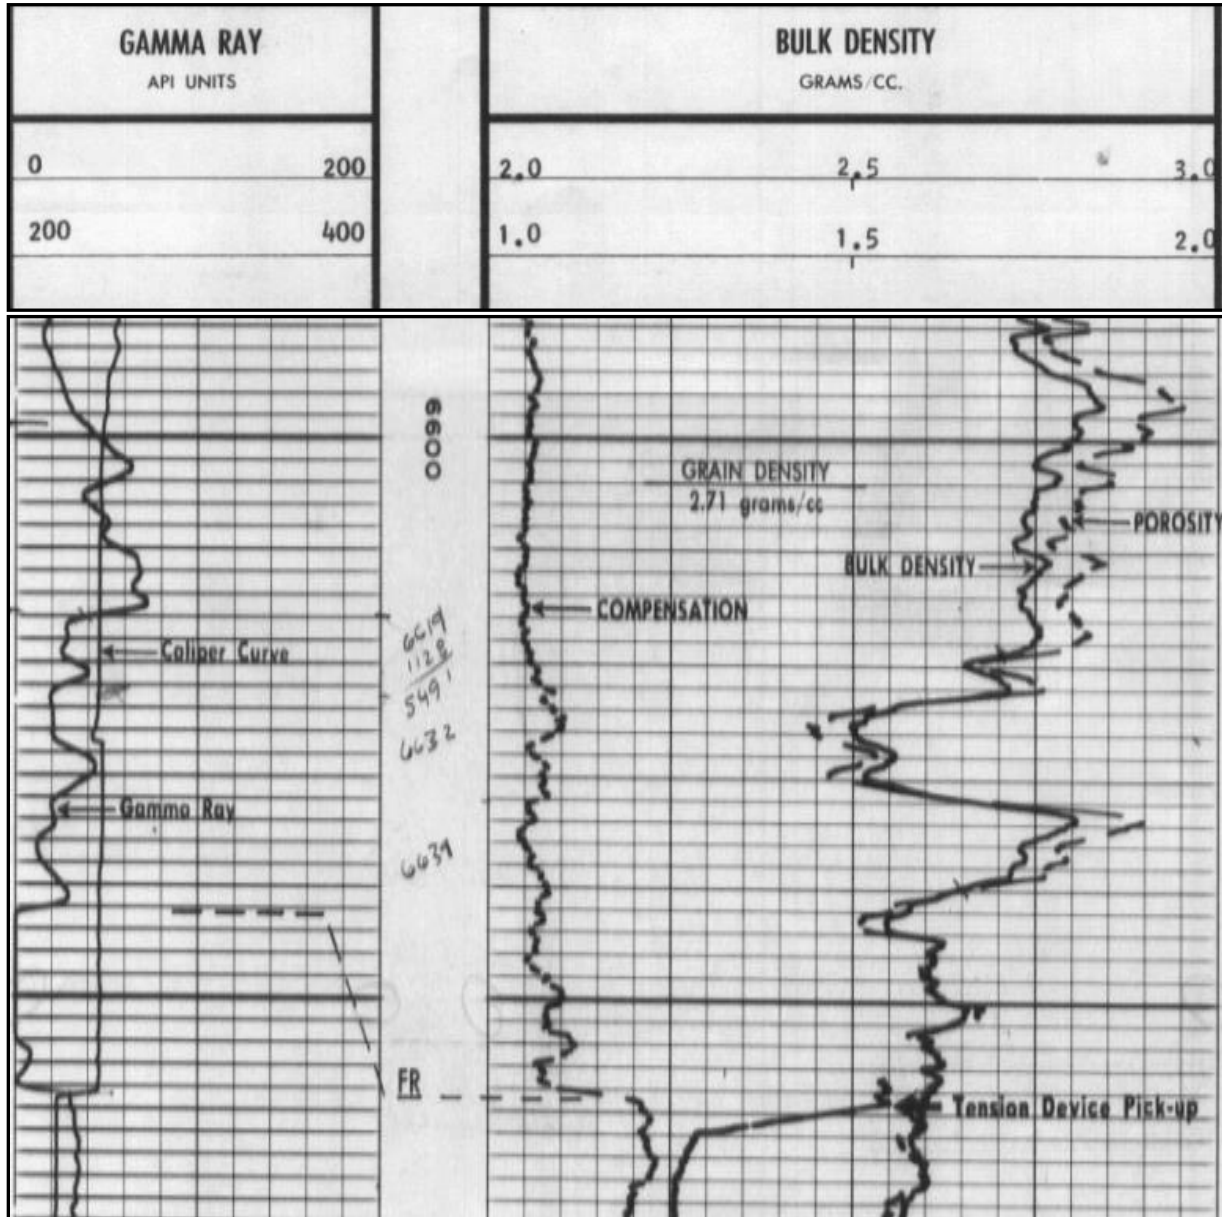 GAMMA RAY
API UNITS
0 200
200 400
BULK DENSITY
GRAMS/CC.
2.0 2.5 3.0
1.0 1.5 2.0
6600
GRAIN DENSITY
2.71 grams/cc
POROSITY
BULK DENSITY
COMPENSATION
6619
1128
5491
Caliper Curve
6632
Gamma Ray
6639
FR
Tension Device Pick-up